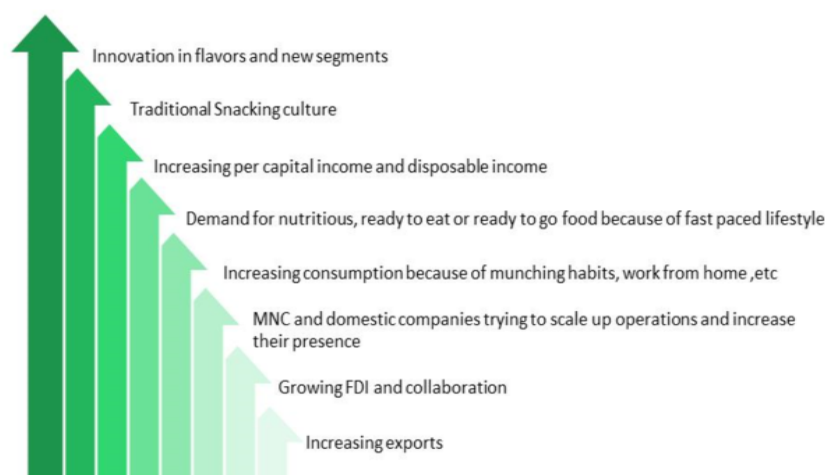 Innovation in flavors and new segments
Traditional Snacking culture
Increasing per capital income and disposable income
Demand for nutritious, ready to eat or ready to go food because of fast paced lifestyle
Increasing consumption because of munching habits, work from home ,etc
MNC and domestic companies trying to scale up operations and increase
their presence
Growing FDI and collaboration
Increasing exports